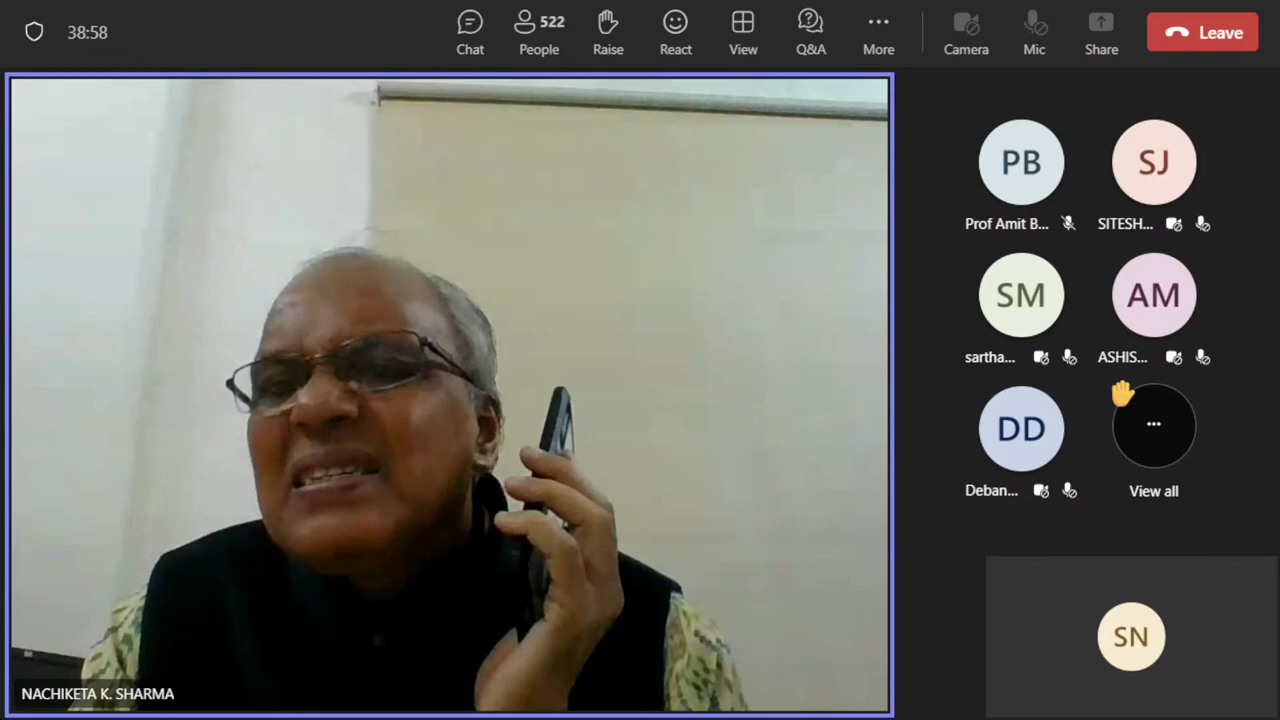 38:58
Chat
522
People
Raise
React
View
Q&A
More
Camera
Mic
Share
Leave
PB
Prof Amit B...
SJ
SITESH...
SM
sartha...
AM
ASHIS...
DD
Deban...
...
View all
SN
NACHIKETA K. SHARMA